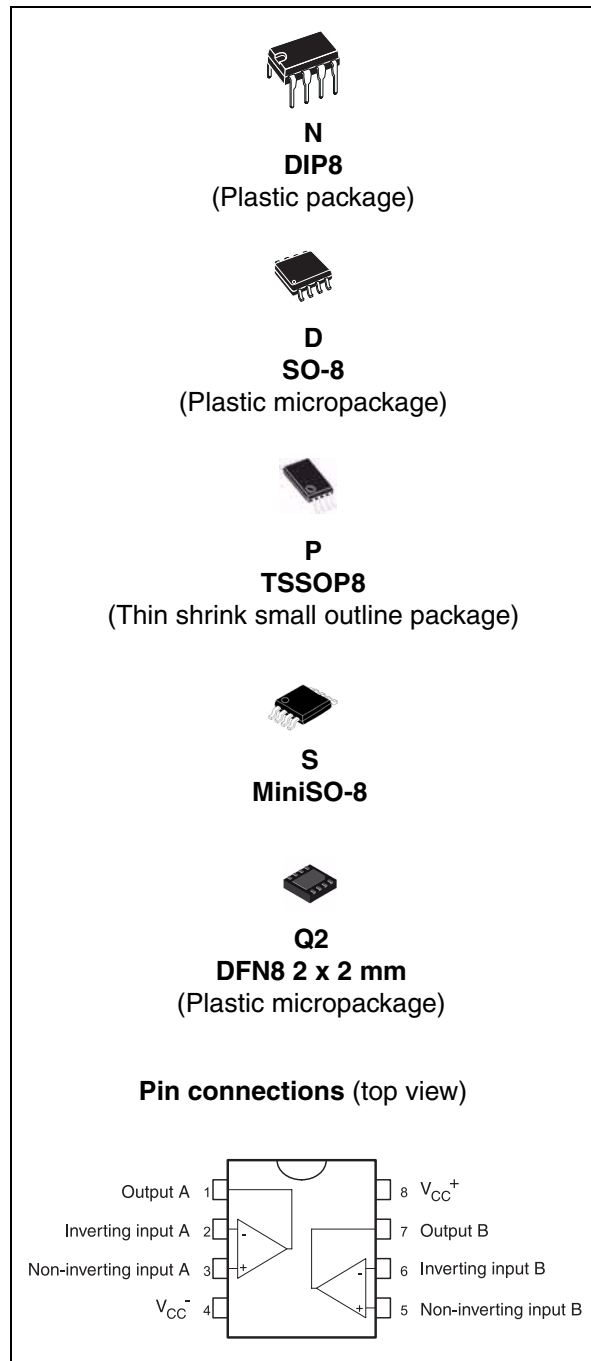 N
DIP8
(Plastic package)
D
SO-8
(Plastic micropackage)
P
TSSOP8
(Thin shrink small outline package)
S
MiniSO-8
Q2
DFN8 2 x 2 mm
(Plastic micropackage)
Pin connections (top view)
Output A 1
8 VCC+
Inverting input A 2
-
7 Output B
Non-inverting input A 3
+
-
6 Inverting input B
VCC- 4
+
5 Non-inverting input B